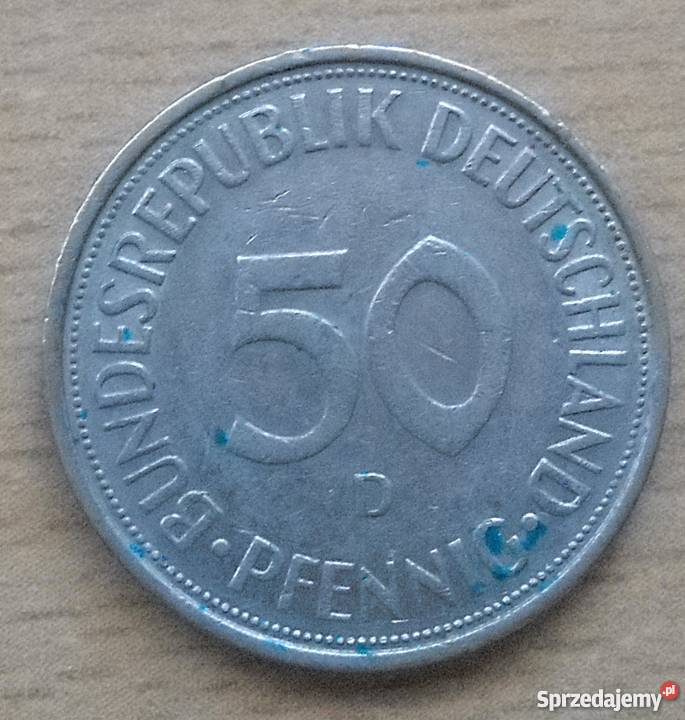 BUNDESREPUBLIK DEUTSCHLAND
50
D
· PFENNIG ·
Sprzedajemy.pl